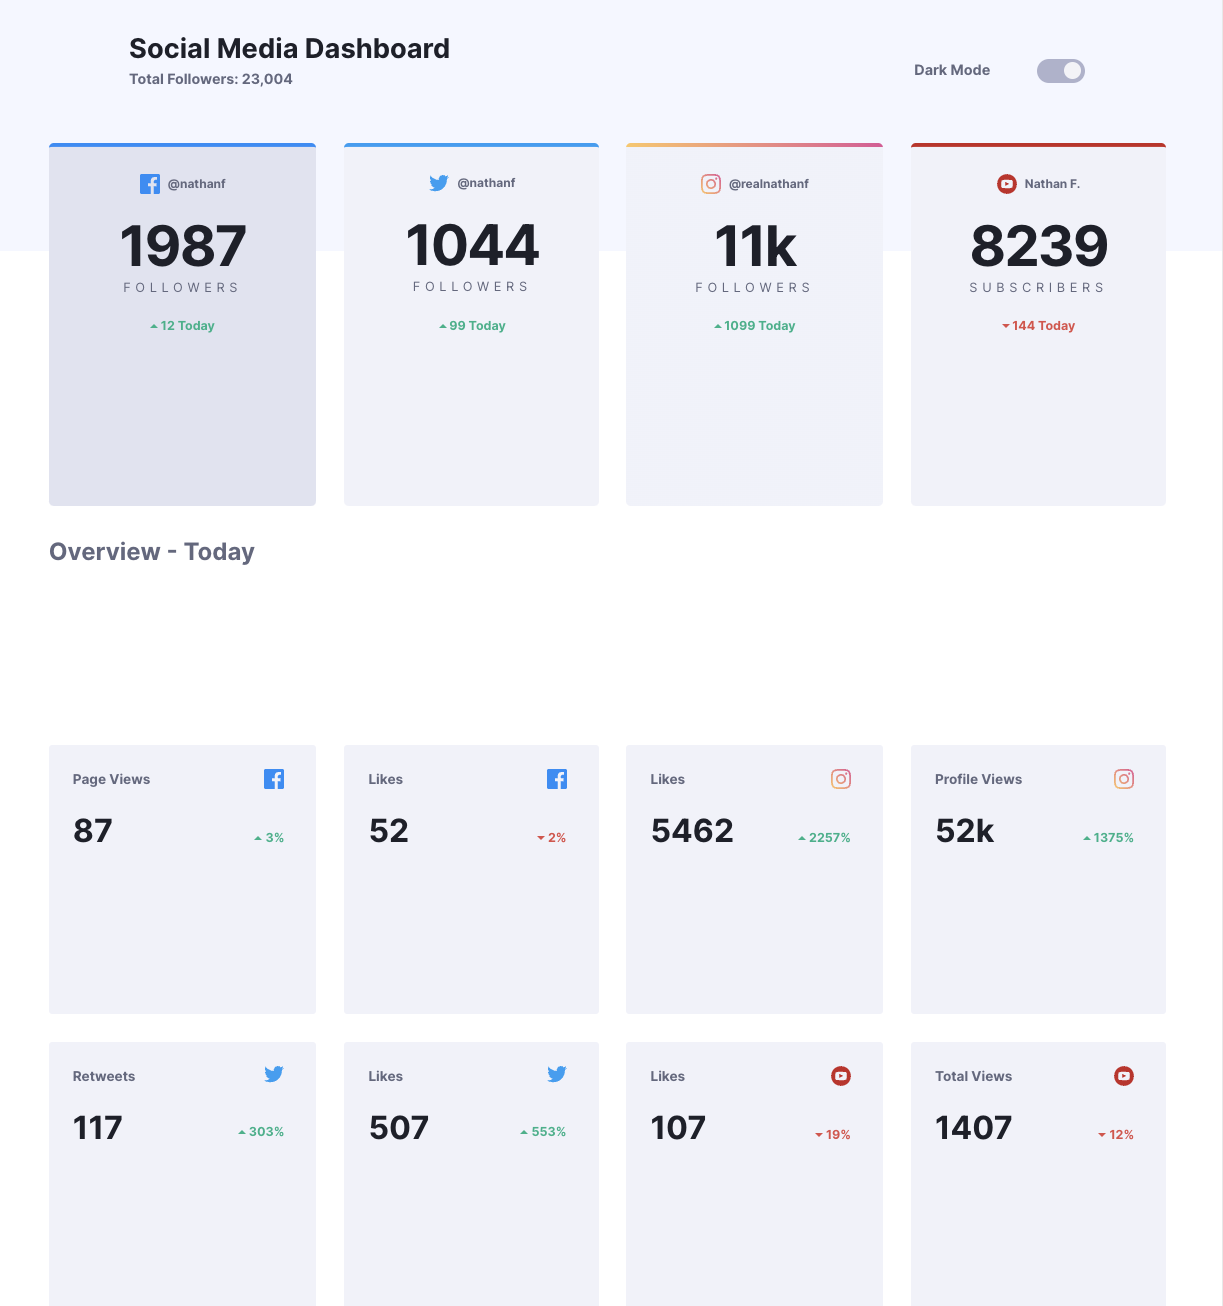 Social Media Dashboard
Total Followers: 23,004
Dark Mode
@nathanf
1987
FOLLOWERS
12 Today
@nathanf
1044
FOLLOWERS
99 Today
@realnathanf
11k
FOLLOWERS
1099 Today
Nathan F.
8239
SUBSCRIBERS
144 Today
Overview - Today
Page Views
87
3%
Likes
52
2%
Likes
5462
2257%
Profile Views
52k
1375%
Retweets
117
303%
Likes
507
553%
Likes
107
19%
Total Views
1407
12%